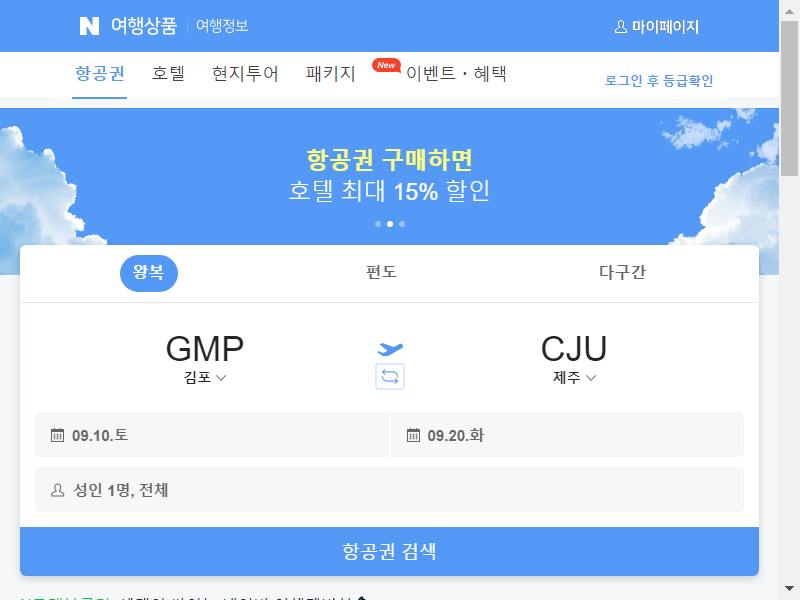 N 여행상품 여행정보 마이페이지
항공권 호텔 현지투어 패키지 New 이벤트・혜택 로그인 후 등급확인
항공권 구매하면
호텔 최대 15% 할인
왕복 편도 다구간
GMP CJU
김포 제주
09.10.토 09.20.화
성인 1명, 전체
항공권 검색